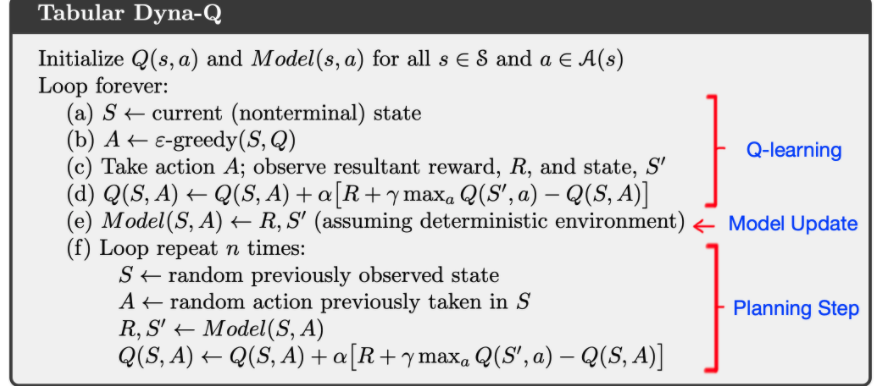 Tabular Dyna-Q
Initialize Q(s, a) and Model(s, a) for all s ∈ 𝒮 and a ∈ 𝒜(s)
Loop forever:
(a) S ← current (nonterminal) state
(b) A ← ε-greedy(S, Q)
(c) Take action A; observe resultant reward, R, and state, S′
(d) Q(S, A) ← Q(S, A) + α[R + γ maxₐ Q(S′, a) − Q(S, A)]
Q-learning
(e) Model(S, A) ← R, S′ (assuming deterministic environment)
← Model Update
(f) Loop repeat n times:
S ← random previously observed state
A ← random action previously taken in S
R, S′ ← Model(S, A)
Q(S, A) ← Q(S, A) + α[R + γ maxₐ Q(S′, a) − Q(S, A)]
Planning Step